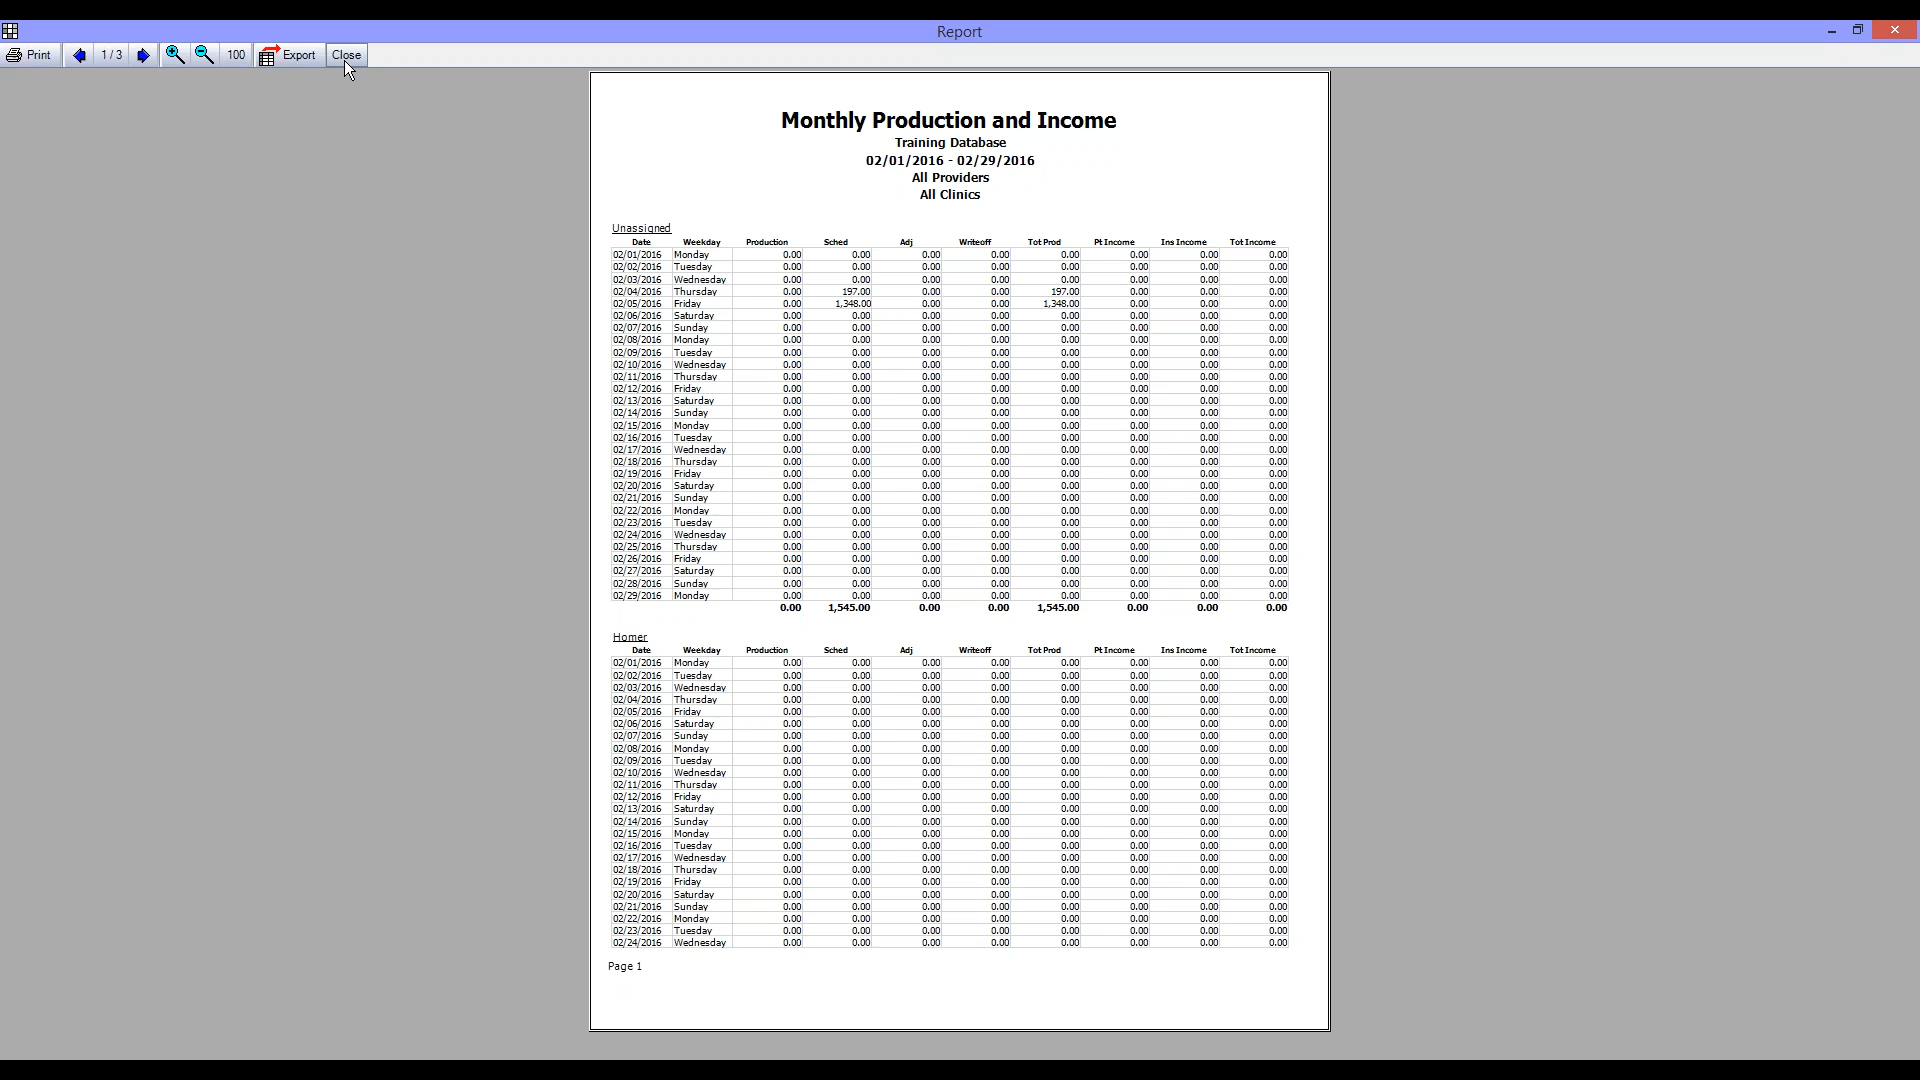 Report
Print 1 / 3 100 Export Close
Monthly Production and Income
Training Database
02/01/2016 - 02/29/2016
All Providers
All Clinics
Unassigned
Date Weekday Production Sched Adj Writeoff Tot Prod Pt Income Ins Income Tot Income
02/01/2016 Monday 0.00 0.00 0.00 0.00 0.00 0.00 0.00 0.00
02/02/2016 Tuesday 0.00 0.00 0.00 0.00 0.00 0.00 0.00 0.00
02/03/2016 Wednesday 0.00 0.00 0.00 0.00 0.00 0.00 0.00 0.00
02/04/2016 Thursday 0.00 197.00 0.00 0.00 197.00 0.00 0.00 0.00
02/05/2016 Friday 0.00 1,348.00 0.00 0.00 1,348.00 0.00 0.00 0.00
02/06/2016 Saturday 0.00 0.00 0.00 0.00 0.00 0.00 0.00 0.00
02/07/2016 Sunday 0.00 0.00 0.00 0.00 0.00 0.00 0.00 0.00
02/08/2016 Monday 0.00 0.00 0.00 0.00 0.00 0.00 0.00 0.00
02/09/2016 Tuesday 0.00 0.00 0.00 0.00 0.00 0.00 0.00 0.00
02/10/2016 Wednesday 0.00 0.00 0.00 0.00 0.00 0.00 0.00 0.00
02/11/2016 Thursday 0.00 0.00 0.00 0.00 0.00 0.00 0.00 0.00
02/12/2016 Friday 0.00 0.00 0.00 0.00 0.00 0.00 0.00 0.00
02/13/2016 Saturday 0.00 0.00 0.00 0.00 0.00 0.00 0.00 0.00
02/14/2016 Sunday 0.00 0.00 0.00 0.00 0.00 0.00 0.00 0.00
02/15/2016 Monday 0.00 0.00 0.00 0.00 0.00 0.00 0.00 0.00
02/16/2016 Tuesday 0.00 0.00 0.00 0.00 0.00 0.00 0.00 0.00
02/17/2016 Wednesday 0.00 0.00 0.00 0.00 0.00 0.00 0.00 0.00
02/18/2016 Thursday 0.00 0.00 0.00 0.00 0.00 0.00 0.00 0.00
02/19/2016 Friday 0.00 0.00 0.00 0.00 0.00 0.00 0.00 0.00
02/20/2016 Saturday 0.00 0.00 0.00 0.00 0.00 0.00 0.00 0.00
02/21/2016 Sunday 0.00 0.00 0.00 0.00 0.00 0.00 0.00 0.00
02/22/2016 Monday 0.00 0.00 0.00 0.00 0.00 0.00 0.00 0.00
02/23/2016 Tuesday 0.00 0.00 0.00 0.00 0.00 0.00 0.00 0.00
02/24/2016 Wednesday 0.00 0.00 0.00 0.00 0.00 0.00 0.00 0.00
02/25/2016 Thursday 0.00 0.00 0.00 0.00 0.00 0.00 0.00 0.00
02/26/2016 Friday 0.00 0.00 0.00 0.00 0.00 0.00 0.00 0.00
02/27/2016 Saturday 0.00 0.00 0.00 0.00 0.00 0.00 0.00 0.00
02/28/2016 Sunday 0.00 0.00 0.00 0.00 0.00 0.00 0.00 0.00
02/29/2016 Monday 0.00 0.00 0.00 0.00 0.00 0.00 0.00 0.00
0.00 1,545.00 0.00 0.00 1,545.00 0.00 0.00 0.00
Homer
Date Weekday Production Sched Adj Writeoff Tot Prod Pt Income Ins Income Tot Income
02/01/2016 Monday 0.00 0.00 0.00 0.00 0.00 0.00 0.00 0.00
02/02/2016 Tuesday 0.00 0.00 0.00 0.00 0.00 0.00 0.00 0.00
02/03/2016 Wednesday 0.00 0.00 0.00 0.00 0.00 0.00 0.00 0.00
02/04/2016 Thursday 0.00 0.00 0.00 0.00 0.00 0.00 0.00 0.00
02/05/2016 Friday 0.00 0.00 0.00 0.00 0.00 0.00 0.00 0.00
02/06/2016 Saturday 0.00 0.00 0.00 0.00 0.00 0.00 0.00 0.00
02/07/2016 Sunday 0.00 0.00 0.00 0.00 0.00 0.00 0.00 0.00
02/08/2016 Monday 0.00 0.00 0.00 0.00 0.00 0.00 0.00 0.00
02/09/2016 Tuesday 0.00 0.00 0.00 0.00 0.00 0.00 0.00 0.00
02/10/2016 Wednesday 0.00 0.00 0.00 0.00 0.00 0.00 0.00 0.00
02/11/2016 Thursday 0.00 0.00 0.00 0.00 0.00 0.00 0.00 0.00
02/12/2016 Friday 0.00 0.00 0.00 0.00 0.00 0.00 0.00 0.00
02/13/2016 Saturday 0.00 0.00 0.00 0.00 0.00 0.00 0.00 0.00
02/14/2016 Sunday 0.00 0.00 0.00 0.00 0.00 0.00 0.00 0.00
02/15/2016 Monday 0.00 0.00 0.00 0.00 0.00 0.00 0.00 0.00
02/16/2016 Tuesday 0.00 0.00 0.00 0.00 0.00 0.00 0.00 0.00
02/17/2016 Wednesday 0.00 0.00 0.00 0.00 0.00 0.00 0.00 0.00
02/18/2016 Thursday 0.00 0.00 0.00 0.00 0.00 0.00 0.00 0.00
02/19/2016 Friday 0.00 0.00 0.00 0.00 0.00 0.00 0.00 0.00
02/20/2016 Saturday 0.00 0.00 0.00 0.00 0.00 0.00 0.00 0.00
02/21/2016 Sunday 0.00 0.00 0.00 0.00 0.00 0.00 0.00 0.00
02/22/2016 Monday 0.00 0.00 0.00 0.00 0.00 0.00 0.00 0.00
02/23/2016 Tuesday 0.00 0.00 0.00 0.00 0.00 0.00 0.00 0.00
02/24/2016 Wednesday 0.00 0.00 0.00 0.00 0.00 0.00 0.00 0.00
Page 1